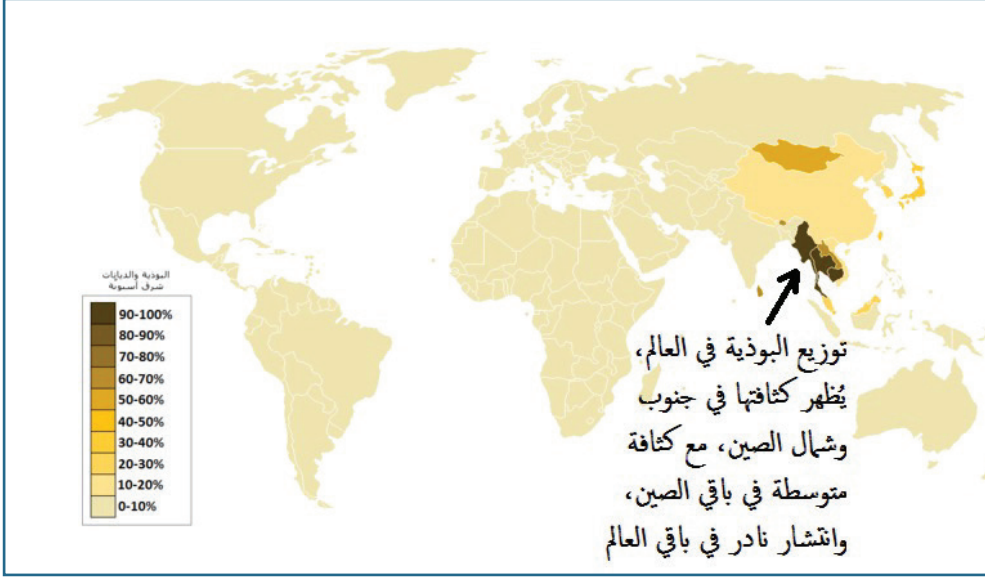 البوذية والديانات
شرق آسيوية
90-100%
80-90%
70-80%
60-70%
50-60%
40-50%
30-40%
20-30%
10-20%
0-10%
توزيع البوذية في العالم،
يُظهر كثافتها في جنوب
وشمال الصين، مع كثافة
متوسطة في باقي الصين،
وانتشار نادر في باقي العالم